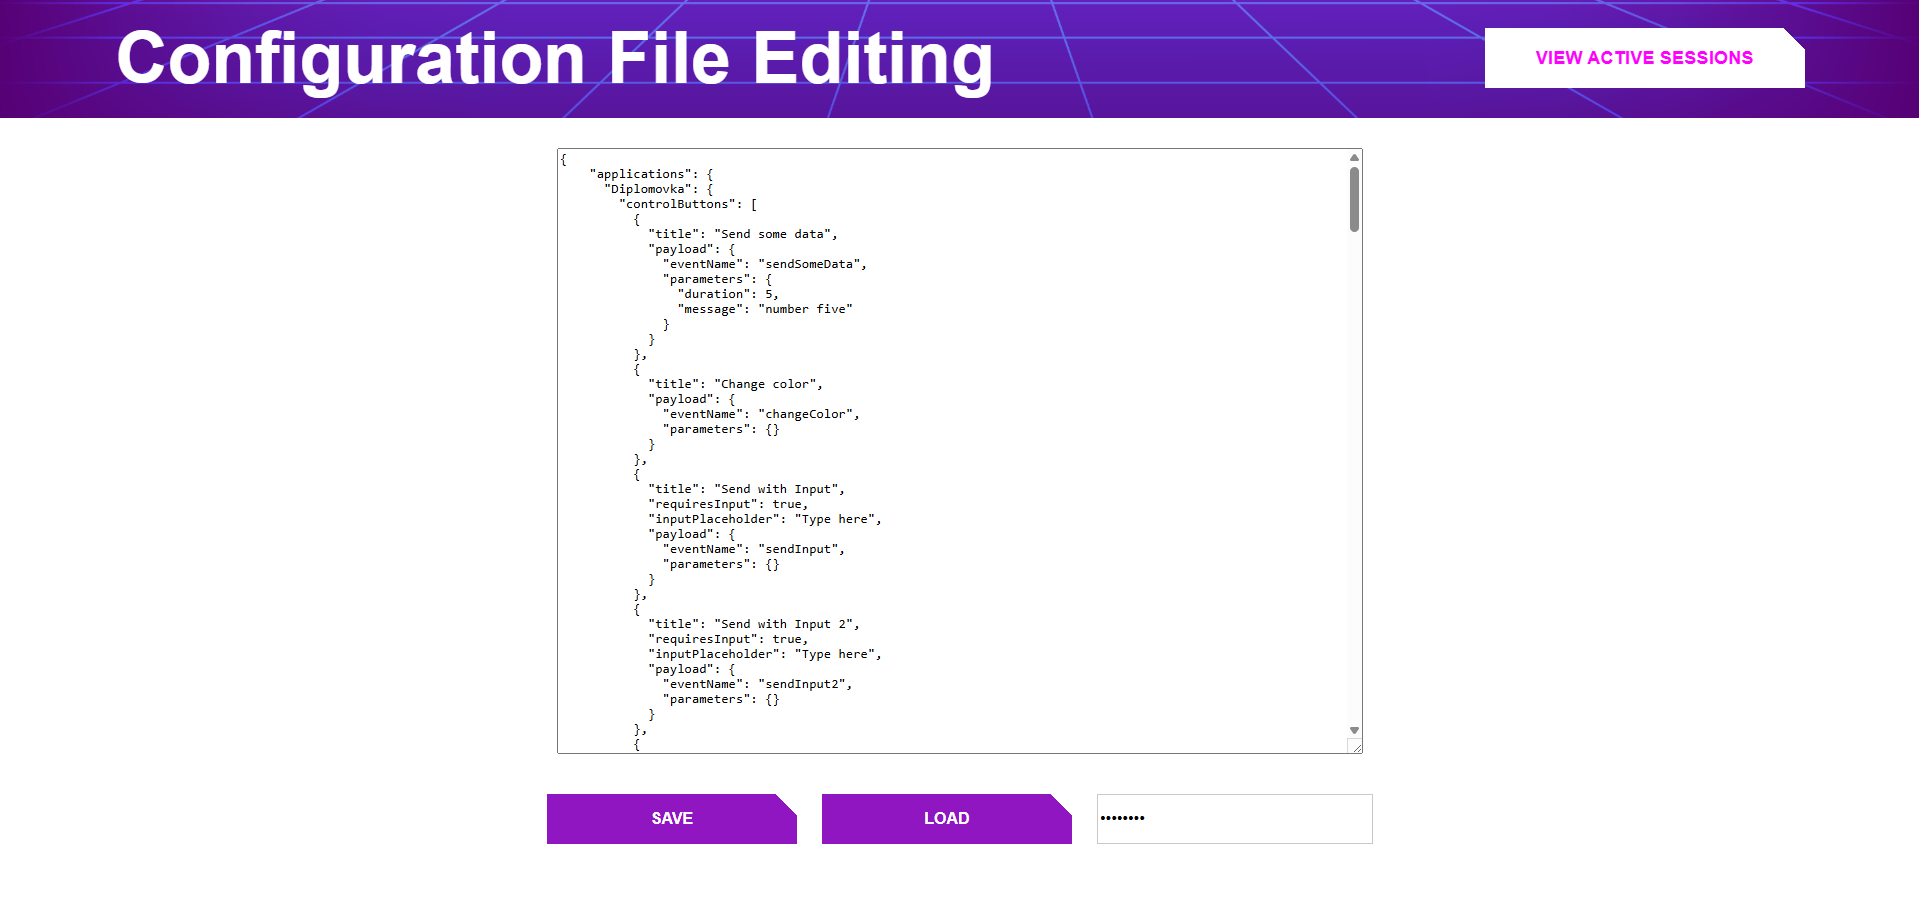 Configuration File Editing
VIEW ACTIVE SESSIONS
{
    "applications": {
      "Diplomovka": {
        "controlButtons": [
          {
            "title": "Send some data",
            "payload": {
              "eventName": "sendSomeData",
              "parameters": {
                "duration": 5,
                "message": "number five"
              }
            }
          },
          {
            "title": "Change color",
            "payload": {
              "eventName": "changeColor",
              "parameters": {}
            }
          },
          {
            "title": "Send with Input",
            "requiresInput": true,
            "inputPlaceholder": "Type here",
            "payload": {
              "eventName": "sendInput",
              "parameters": {}
            }
          },
          {
            "title": "Send with Input 2",
            "requiresInput": true,
            "inputPlaceholder": "Type here",
            "payload": {
              "eventName": "sendInput2",
              "parameters": {}
            }
          },
          {
SAVE
LOAD
••••••••